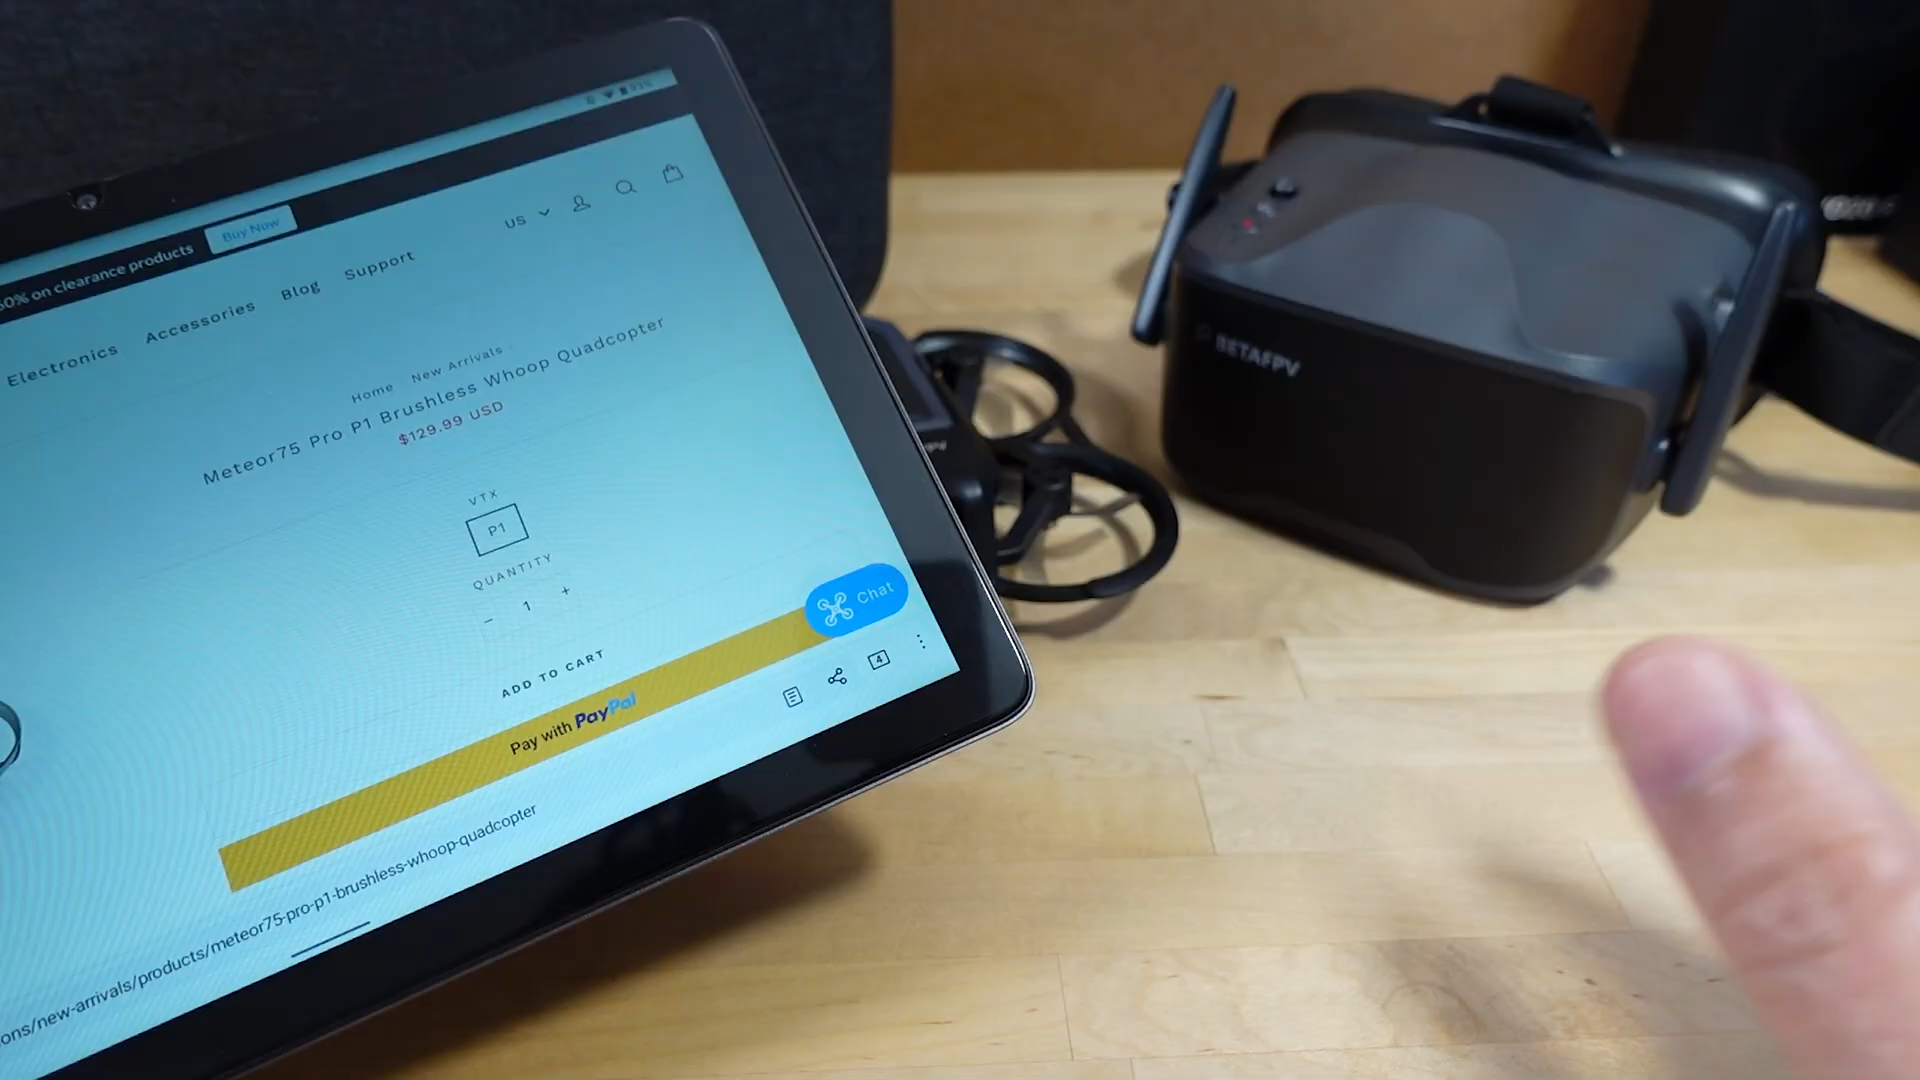 50% on clearance products Buy Now
US
Electronics Accessories Blog Support
Home New Arrivals
Meteor75 Pro P1 Brushless Whoop Quadcopter
$129.99 USD
VTX
P1
QUANTITY
− 1 +
Chat
ADD TO CART
Pay with PayPal
4
ons/new-arrivals/products/meteor75-pro-p1-brushless-whoop-quadcopter
BETAFPV